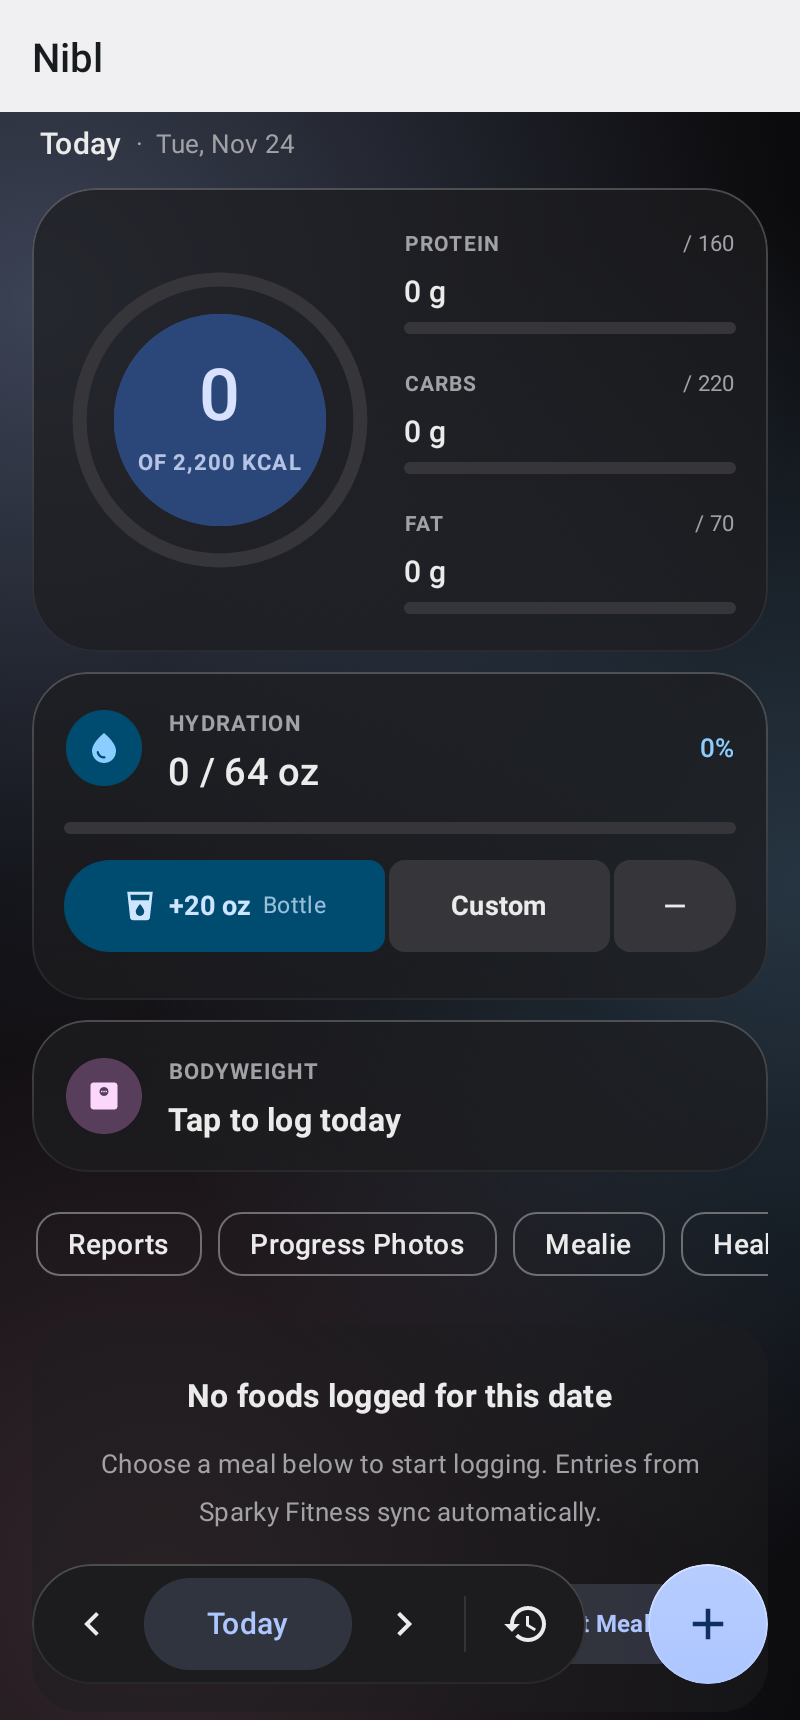 Nibl
Today · Tue, Nov 24
PROTEIN / 160
0 g
CARBS / 220
0 g
FAT / 70
0 g
0
OF 2,200 KCAL
HYDRATION
0 / 64 oz
0%
+20 oz Bottle
Custom
BODYWEIGHT
Tap to log today
Reports
Progress Photos
Mealie
No foods logged for this date
Choose a meal below to start logging. Entries from
Sparky Fitness sync automatically.
Today